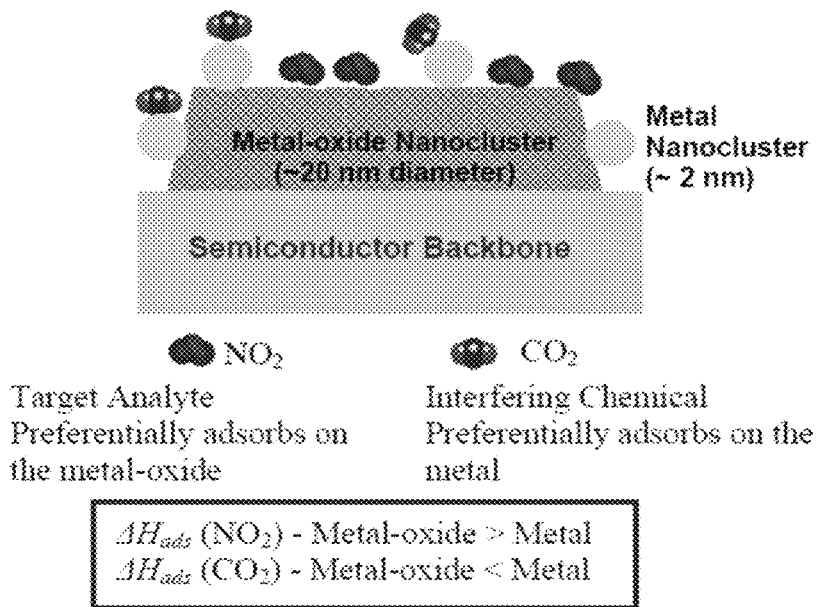 Metal-oxide Nanocluster
(~20 nm diameter)
Metal
Nanocluster
(~ 2 nm)
Semiconductor Backbone
NO₂
Target Analyte
Preferentially adsorbs on
the metal-oxide
CO₂
Interfering Chemical
Preferentially adsorbs on the
metal
ΔHₐdₛ (NO₂) - Metal-oxide > Metal
ΔHₐdₛ (CO₂) - Metal-oxide < Metal